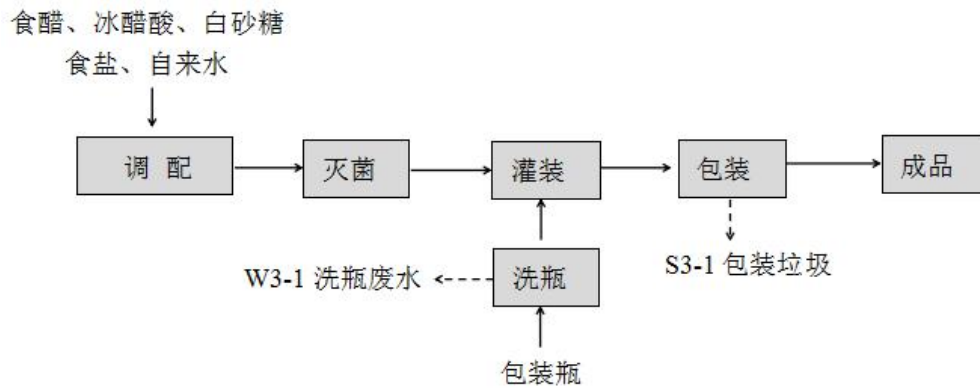 食醋、冰醋酸、白砂糖
食盐、自来水
调 配
灭菌
灌装
包装
成品
W3-1 洗瓶废水
洗瓶
S3-1 包装垃圾
包装瓶